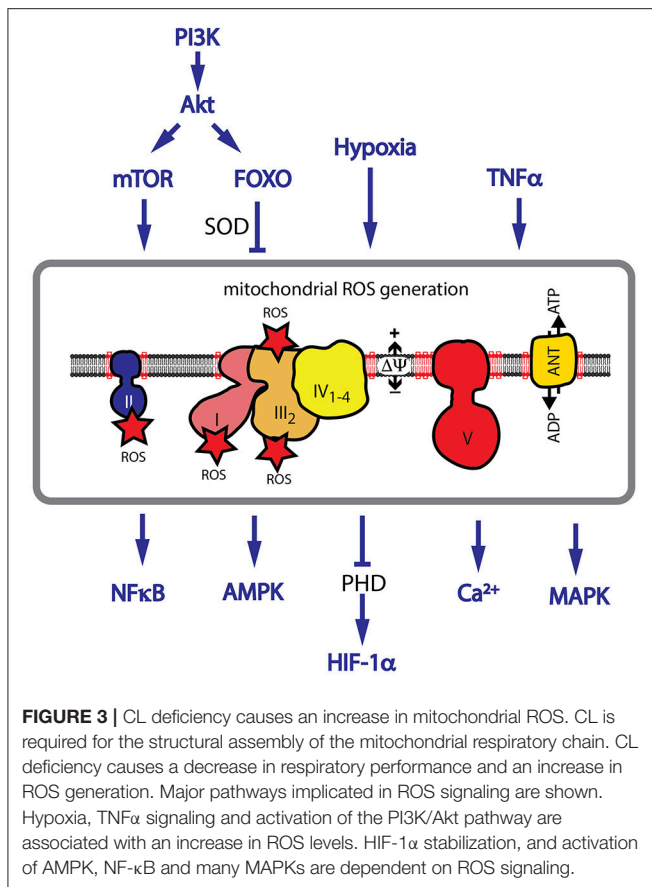 PI3K
Akt
mTOR FOXO Hypoxia TNFα
SOD
mitochondrial ROS generation
ROS
+
ΔΨ
–
ATP
ANT
ADP
II
I
III2
IV1-4
V
ROS
ROS
ROS
NFκB AMPK PHD Ca2+ MAPK
HIF-1α
FIGURE 3 | CL deficiency causes an increase in mitochondrial ROS. CL is
required for the structural assembly of the mitochondrial respiratory chain. CL
deficiency causes a decrease in respiratory performance and an increase in
ROS generation. Major pathways implicated in ROS signaling are shown.
Hypoxia, TNFα signaling and activation of the PI3K/Akt pathway are
associated with an increase in ROS levels. HIF-1α stabilization, and activation
of AMPK, NF-κB and many MAPKs are dependent on ROS signaling.